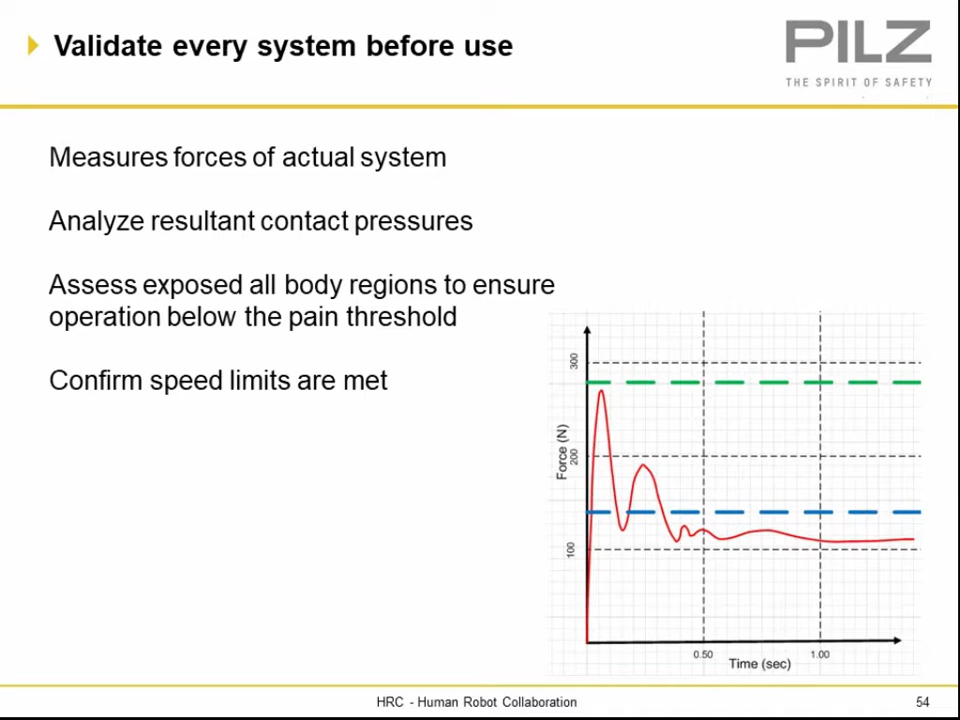 Validate every system before use
PILZ
THE SPIRIT OF SAFETY
Measures forces of actual system
Analyze resultant contact pressures
Assess exposed all body regions to ensure
operation below the pain threshold
Confirm speed limits are met
300
200
100
Force (N)
0.50
1.00
Time (sec)
HRC - Human Robot Collaboration
54